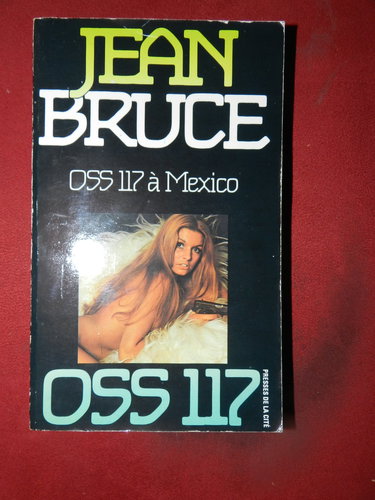 JEAN
BRUCE
OSS 117 à Mexico
OSS 117
PRESSES DE LA CITÉ